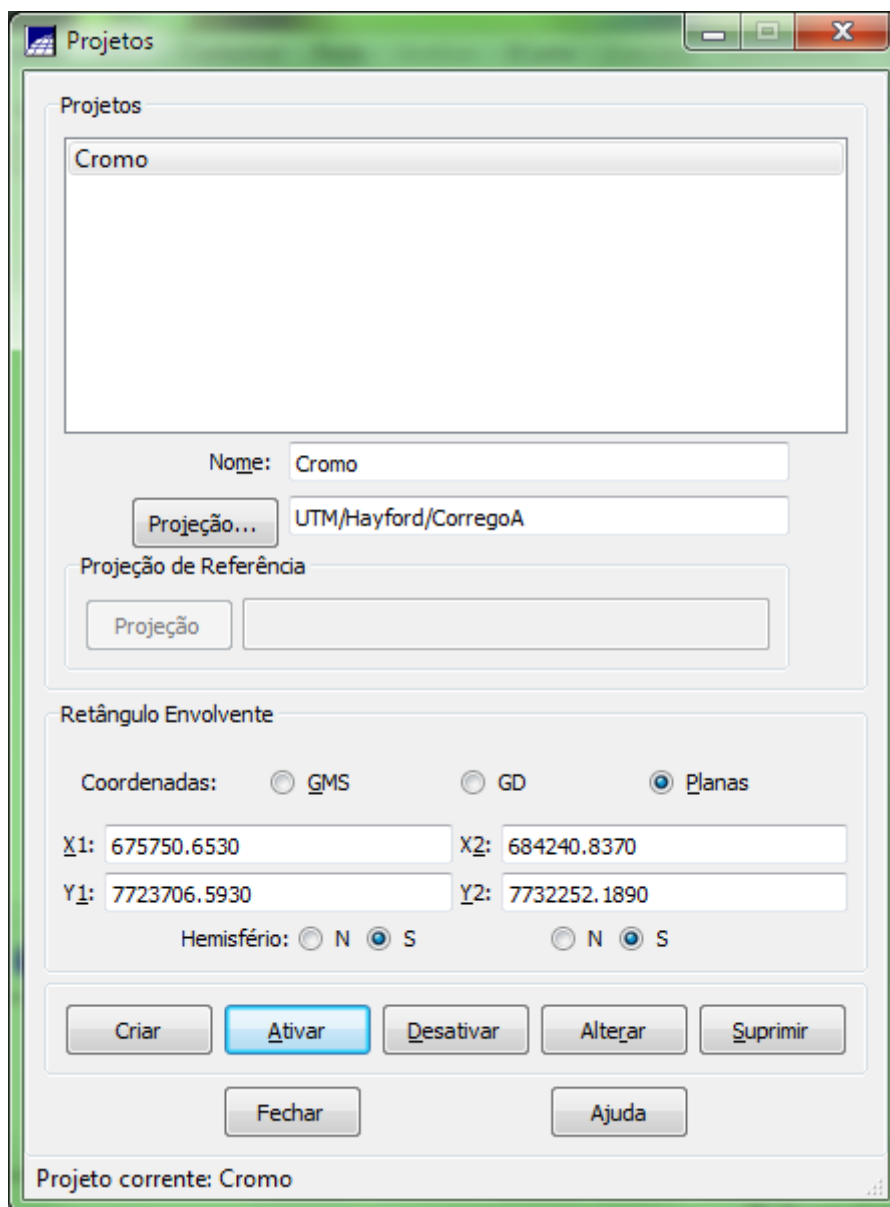 Projetos
Projetos
Cromo
Nome: Cromo
Projeção... UTM/Hayford/CorregoA
Projeção de Referência
Projeção
Retângulo Envolvente
Coordenadas: GMS GD Planas
X1: 675750.6530 X2: 684240.8370
Y1: 7723706.5930 Y2: 7732252.1890
Hemisfério: N S N S
Criar Ativar Desativar Alterar Suprimir
Fechar Ajuda
Projeto corrente: Cromo